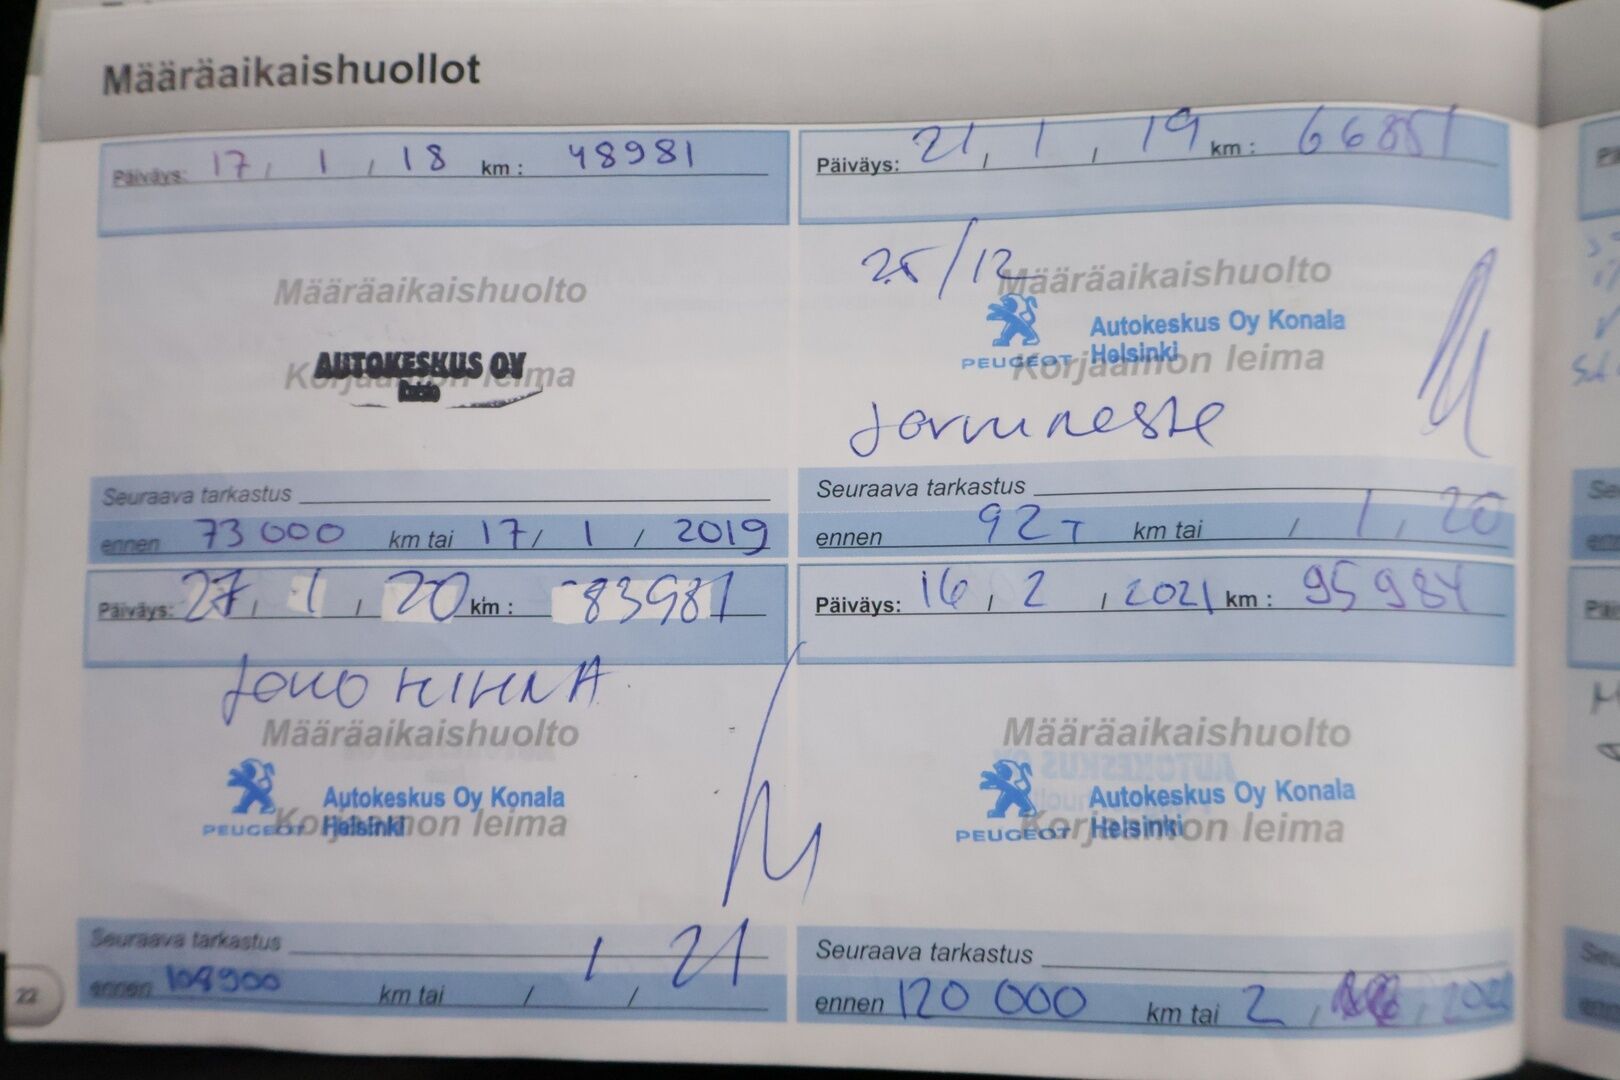 Määräaikaishuollot
Päiväys: 17 / 1 / 18 km : 48981
Määräaikaishuolto
Korjaamon leima
AUTOKESKUS OY
Raisio
Seuraava tarkastus
ennen 73 000 km tai 17 / 1 / 2019
Päiväys: 21 / 1 / 19 km : 66851
25/12
Määräaikaishuolto
PEUGEOT Autokeskus Oy Konala
Helsinki
Korjaamon leima
Jarruneste
Seuraava tarkastus
ennen 92T km tai / 1 / 20
Päiväys: 27 / 1 / 20 km : 83981
Määräaikaishuolto
PEUGEOT Autokeskus Oy Konala
Helsinki
Korjaamon leima
Seuraava tarkastus
ennen 108900 km tai / 1 / 21
Päiväys: 16 / 2 / 2021 km : 95984
Määräaikaishuolto
PEUGEOT Autokeskus Oy Konala
Helsinki
Korjaamon leima
Seuraava tarkastus
ennen 120 000 km tai 2 /
22